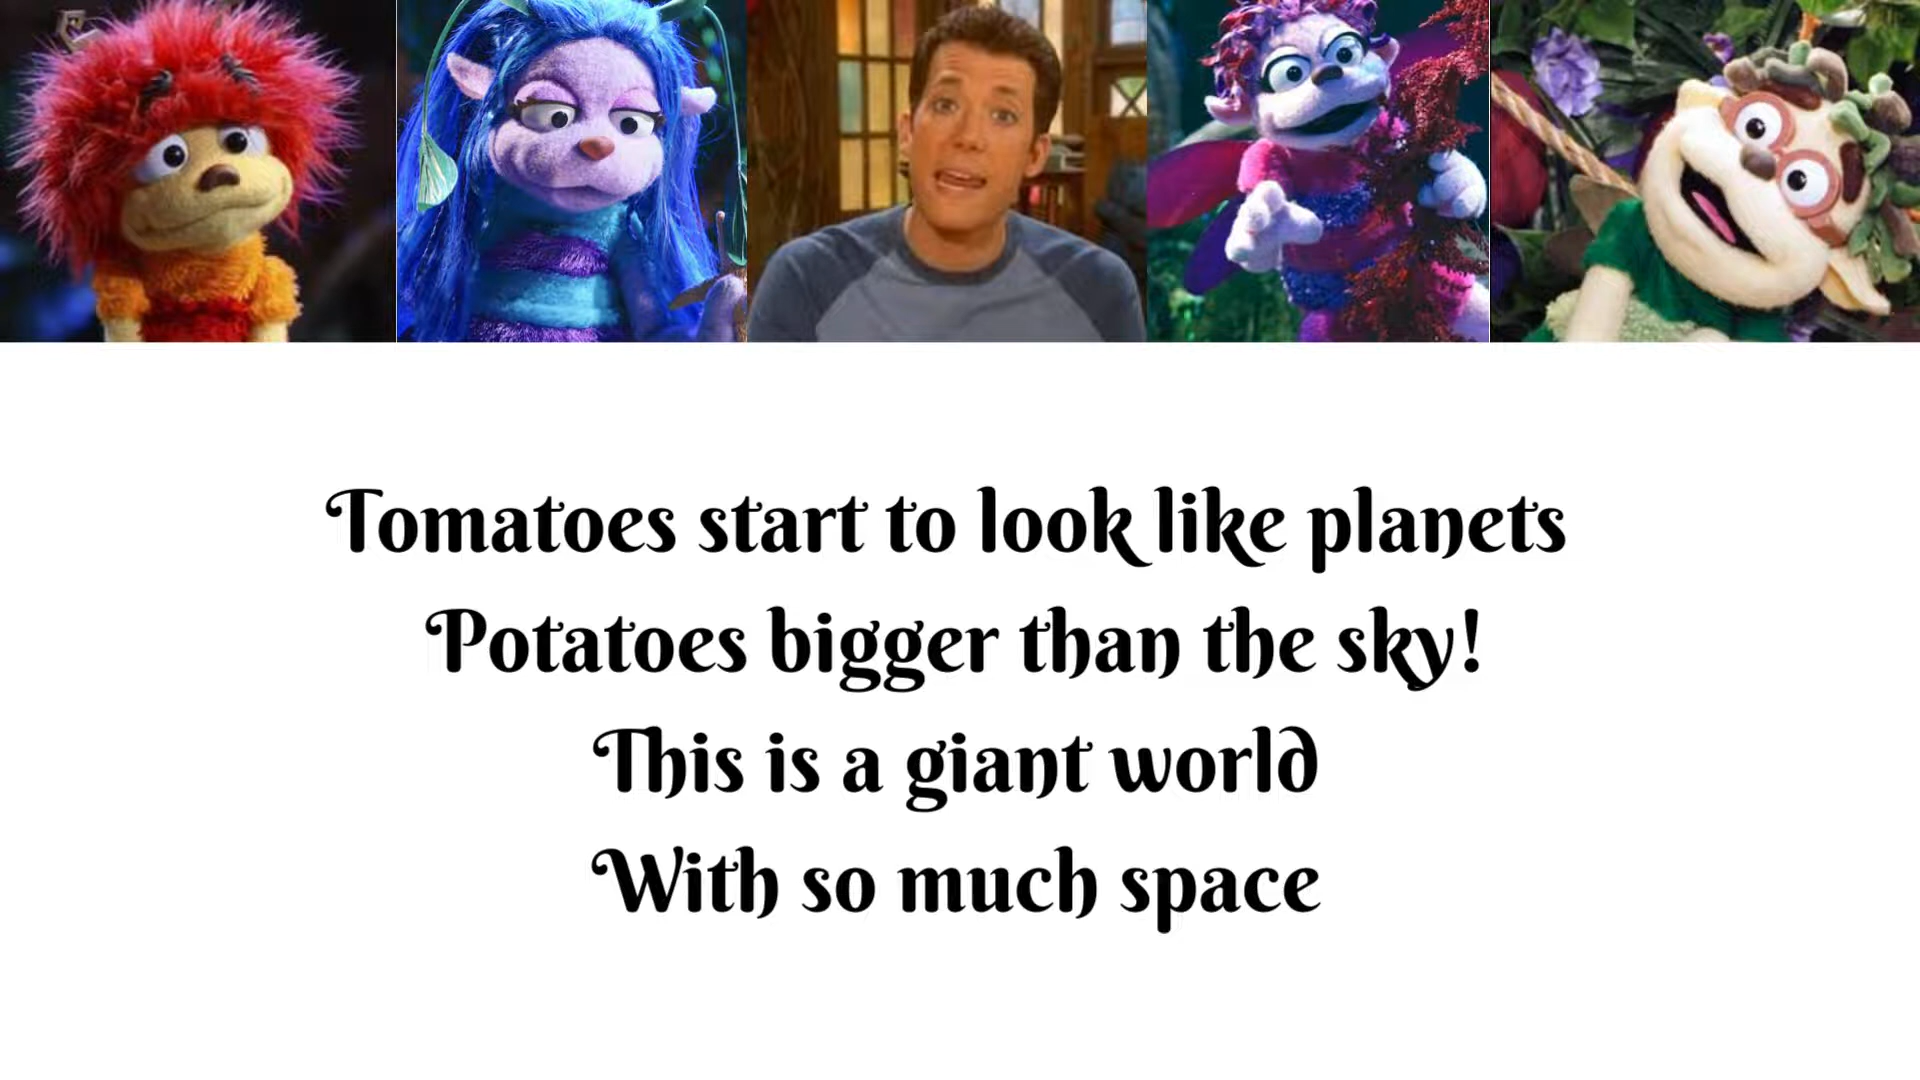 Tomatoes start to look like planets
Potatoes bigger than the sky!
This is a giant world
With so much space